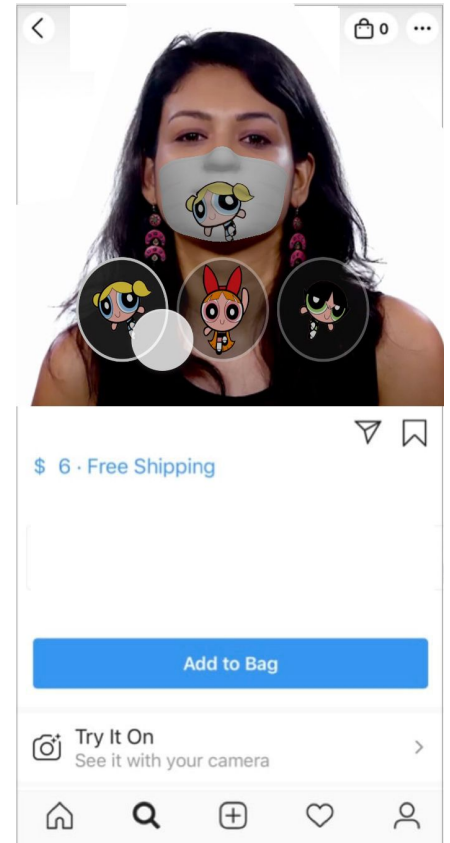 0
$ 6 · Free Shipping
Add to Bag
Try It On
See it with your camera